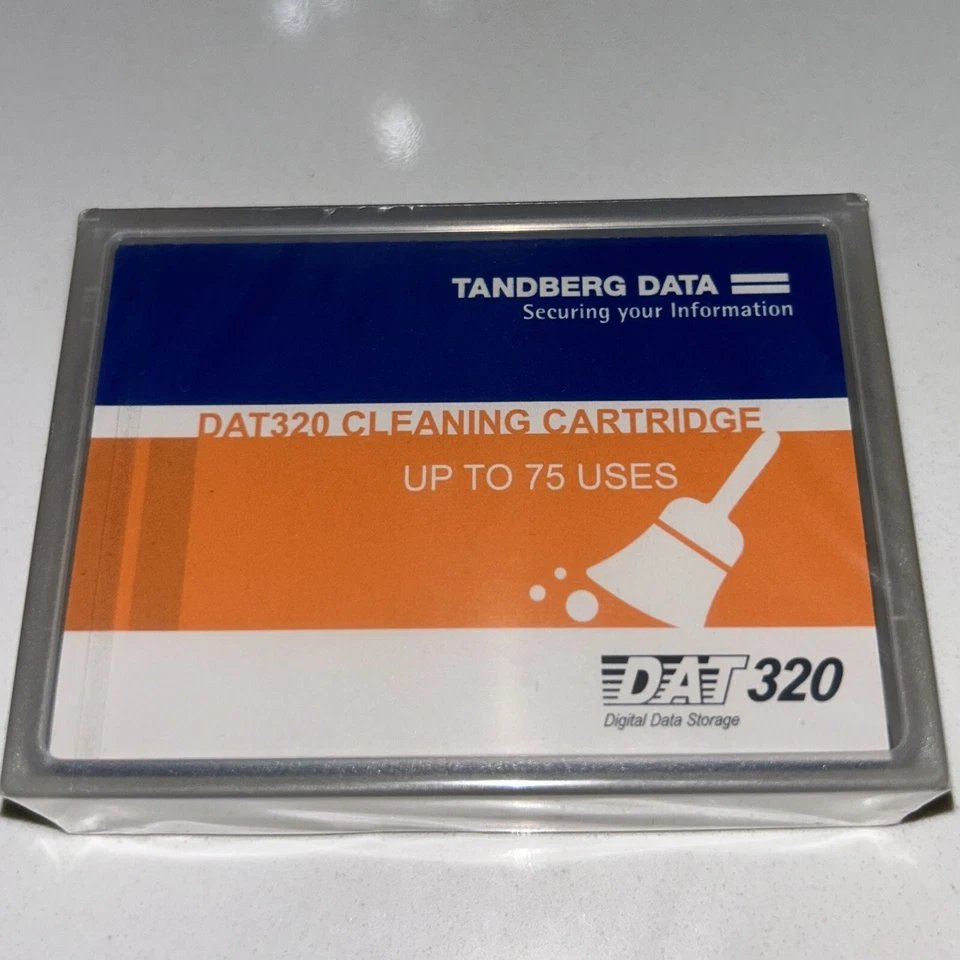 TANDBERG DATA
Securing your Information
DAT320 CLEANING CARTRIDGE
UP TO 75 USES
DAT 320
Digital Data Storage